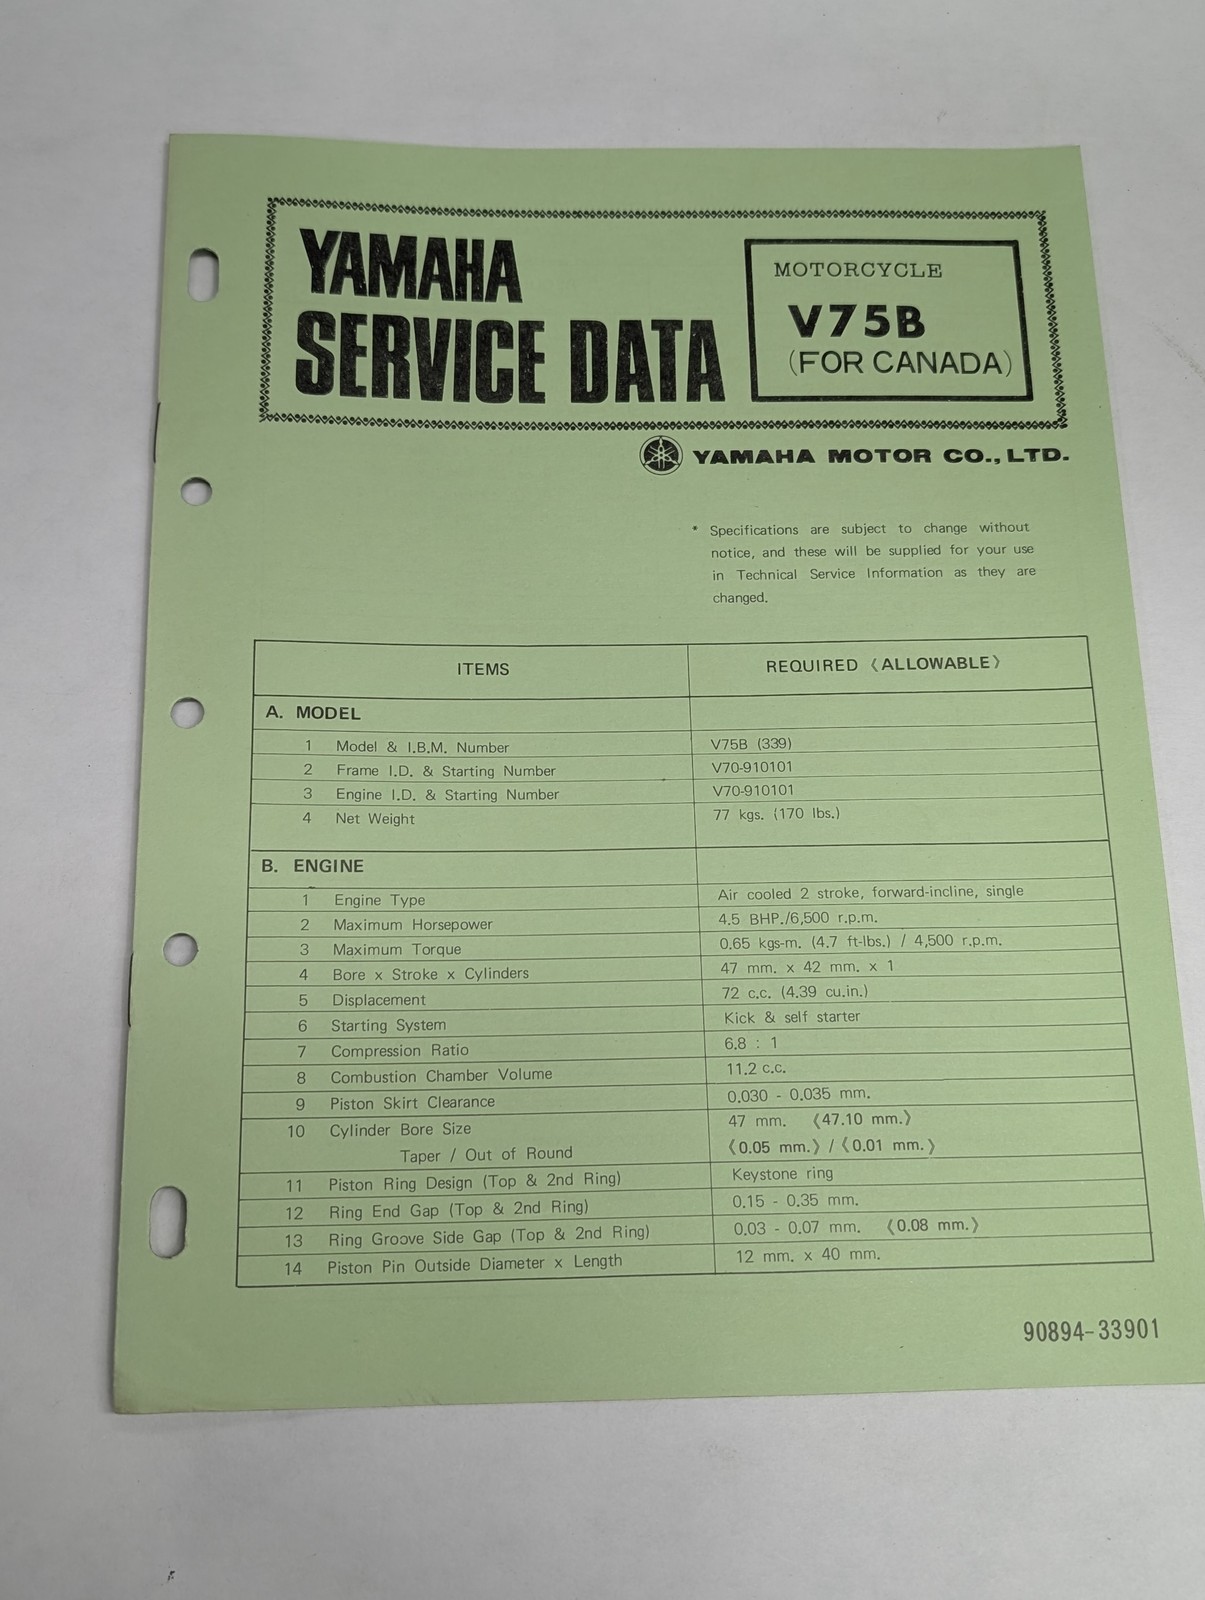 YAMAHA
SERVICE DATA
MOTORCYCLE
V75B
(FOR CANADA)
YAMAHA MOTOR CO., LTD.
* Specifications are subject to change without
notice, and these will be supplied for your use
in Technical Service Information as they are
changed.
ITEMS REQUIRED 〈ALLOWABLE〉
A. MODEL
1 Model & I.B.M. Number V75B (339)
2 Frame I.D. & Starting Number V70-910101
3 Engine I.D. & Starting Number V70-910101
4 Net Weight 77 kgs. (170 lbs.)
B. ENGINE
1 Engine Type Air cooled 2 stroke, forward-incline, single
2 Maximum Horsepower 4.5 BHP./6,500 r.p.m.
3 Maximum Torque 0.65 kgs-m. (4.7 ft-lbs.) / 4,500 r.p.m.
4 Bore x Stroke x Cylinders 47 mm. x 42 mm. x 1
5 Displacement 72 c.c. (4.39 cu.in.)
6 Starting System Kick & self starter
7 Compression Ratio 6.8 : 1
8 Combustion Chamber Volume 11.2 c.c.
9 Piston Skirt Clearance 0.030 - 0.035 mm.
10 Cylinder Bore Size 47 mm. 〈47.10 mm.〉
Taper / Out of Round 〈0.05 mm.〉 / 〈0.01 mm.〉
11 Piston Ring Design (Top & 2nd Ring) Keystone ring
12 Ring End Gap (Top & 2nd Ring) 0.15 - 0.35 mm.
13 Ring Groove Side Gap (Top & 2nd Ring) 0.03 - 0.07 mm. 〈0.08 mm.〉
14 Piston Pin Outside Diameter x Length 12 mm. x 40 mm.
90894-33901